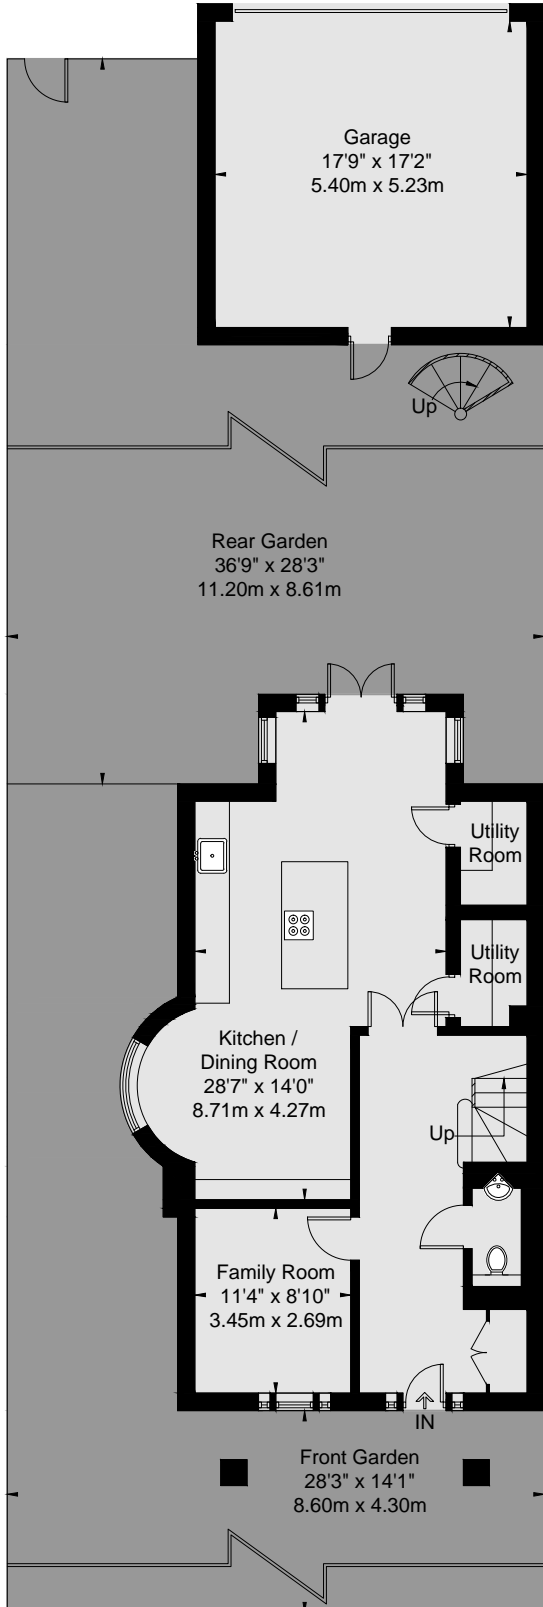 Garage
17'9" x 17'2"
5.40m x 5.23m
Up
Rear Garden
36'9" x 28'3"
11.20m x 8.61m
Utility
Room
Utility
Room
Kitchen /
Dining Room
28'7" x 14'0"
8.71m x 4.27m
Up
Family Room
11'4" x 8'10"
3.45m x 2.69m
IN
Front Garden
28'3" x 14'1"
8.60m x 4.30m